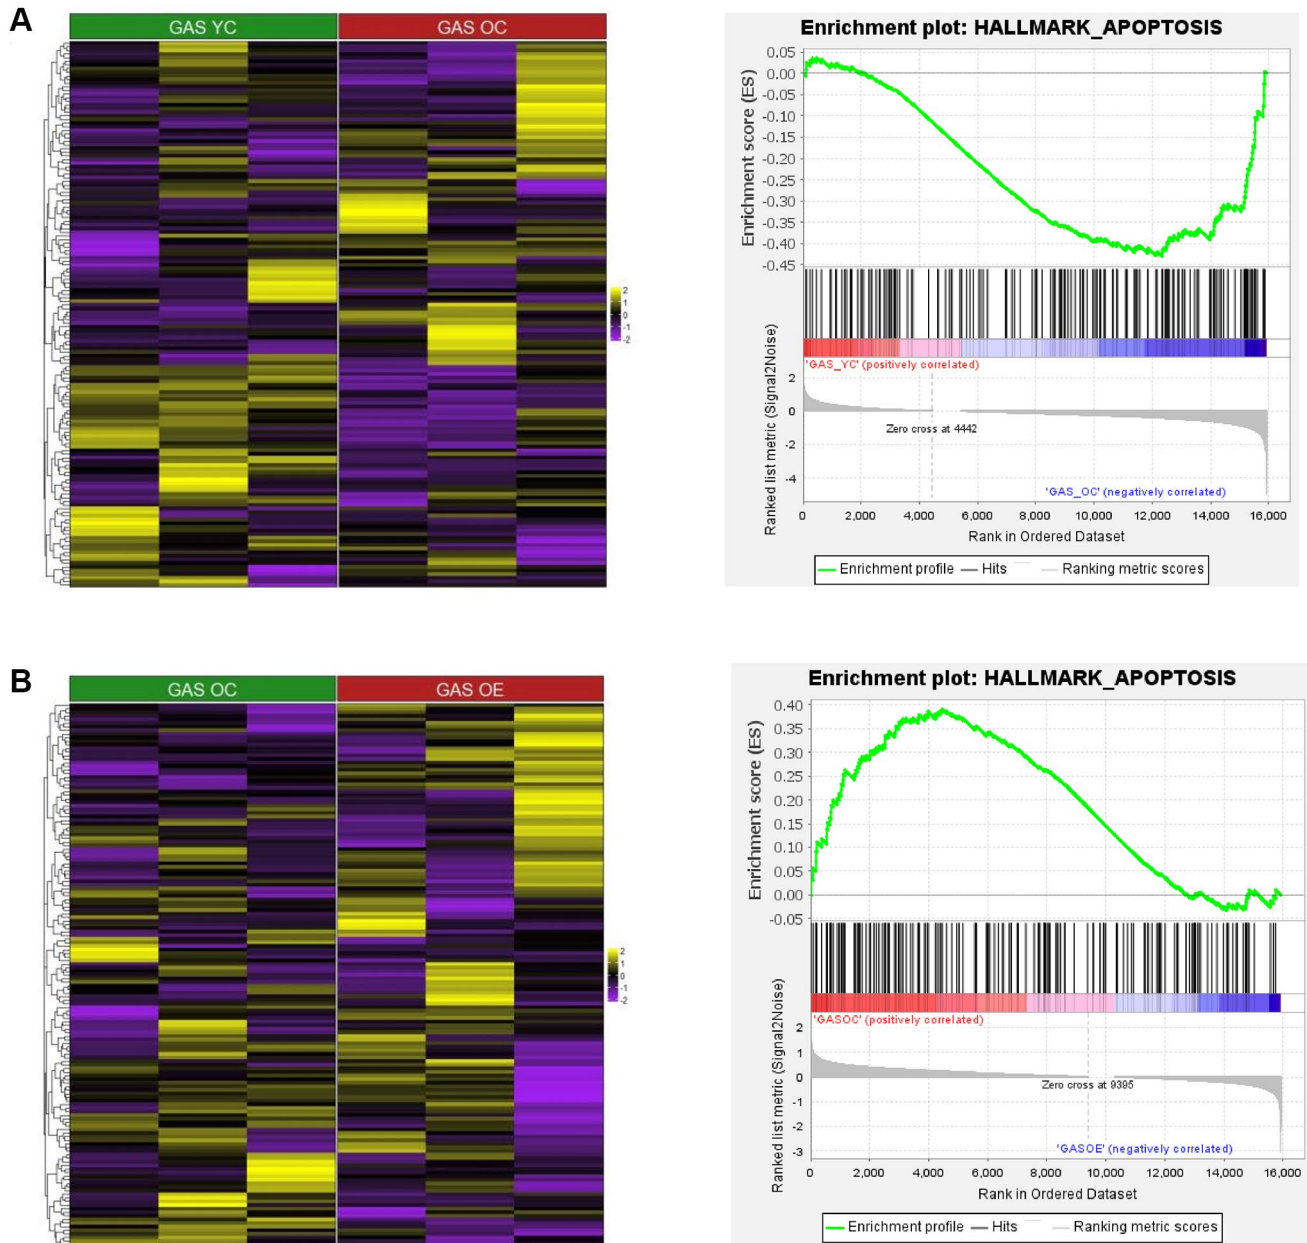 A
GAS YC
GAS OC
2
1
0
-1
-2
Enrichment plot: HALLMARK_APOPTOSIS
Enrichment score (ES)
0.05
0.00
-0.05
-0.10
-0.15
-0.20
-0.25
-0.30
-0.35
-0.40
-0.45
'GAS_YC' (positively correlated)
Ranked list metric (Signal2Noise)
2
0
-2
-4
Zero cross at 4442
'GAS_OC' (negatively correlated)
0 2,000 4,000 6,000 8,000 10,000 12,000 14,000 16,000
Rank in Ordered Dataset
Enrichment profile Hits Ranking metric scores
B
GAS OC
GAS OE
2
1
0
-1
-2
Enrichment plot: HALLMARK_APOPTOSIS
Enrichment score (ES)
0.40
0.35
0.30
0.25
0.20
0.15
0.10
0.05
0.00
-0.05
'GASOC' (positively correlated)
Ranked list metric (Signal2Noise)
2
1
0
-1
-2
-3
Zero cross at 9395
'GASOE' (negatively correlated)
0 2,000 4,000 6,000 8,000 10,000 12,000 14,000 16,000
Rank in Ordered Dataset
Enrichment profile Hits Ranking metric scores